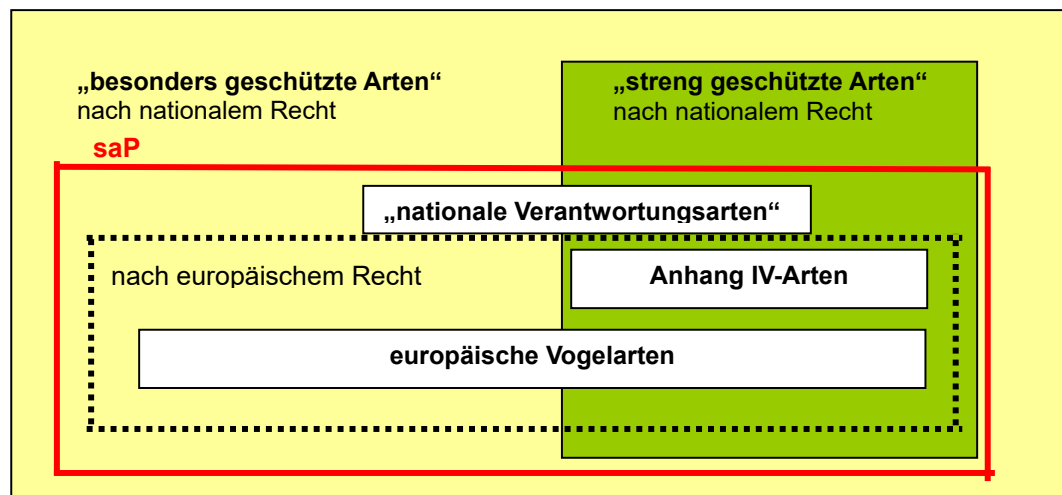 „besonders geschützte Arten“
nach nationalem Recht
„streng geschützte Arten“
nach nationalem Recht
saP
„nationale Verantwortungsarten“
nach europäischem Recht
Anhang IV-Arten
europäische Vogelarten